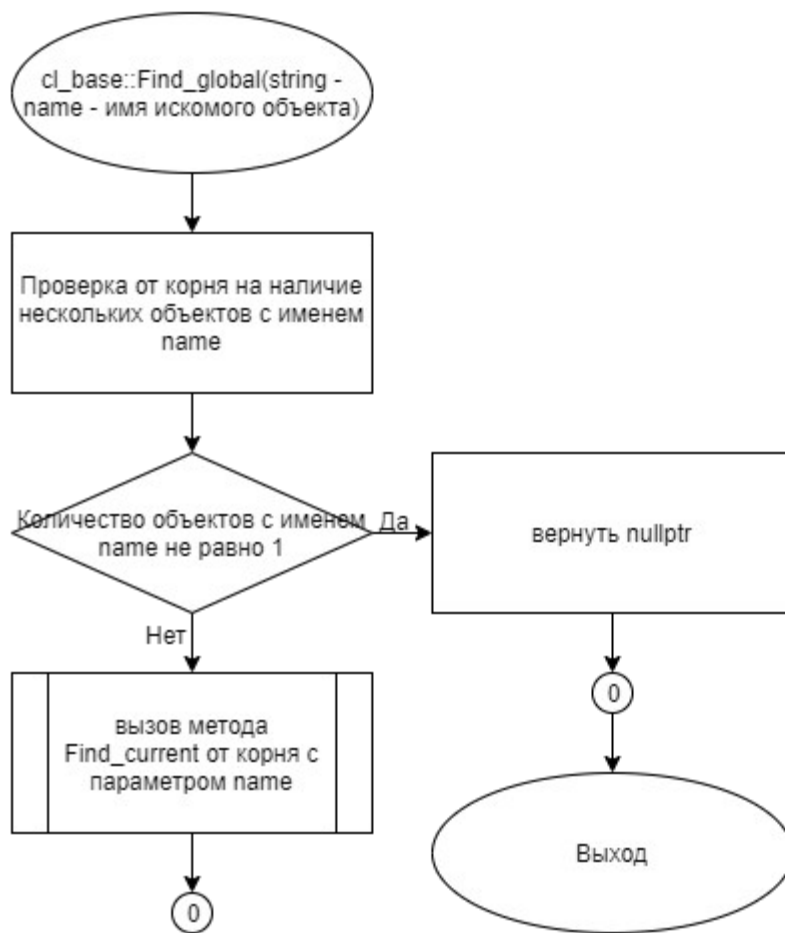 cl_base::Find_global(string -
name - имя искомого объекта)
Проверка от корня на наличие
нескольких объектов с именем
name
Количество объектов с именем
name не равно 1
Да
вернуть nullptr
Нет
0
вызов метода
Find_current от корня с
параметром name
Выход
0